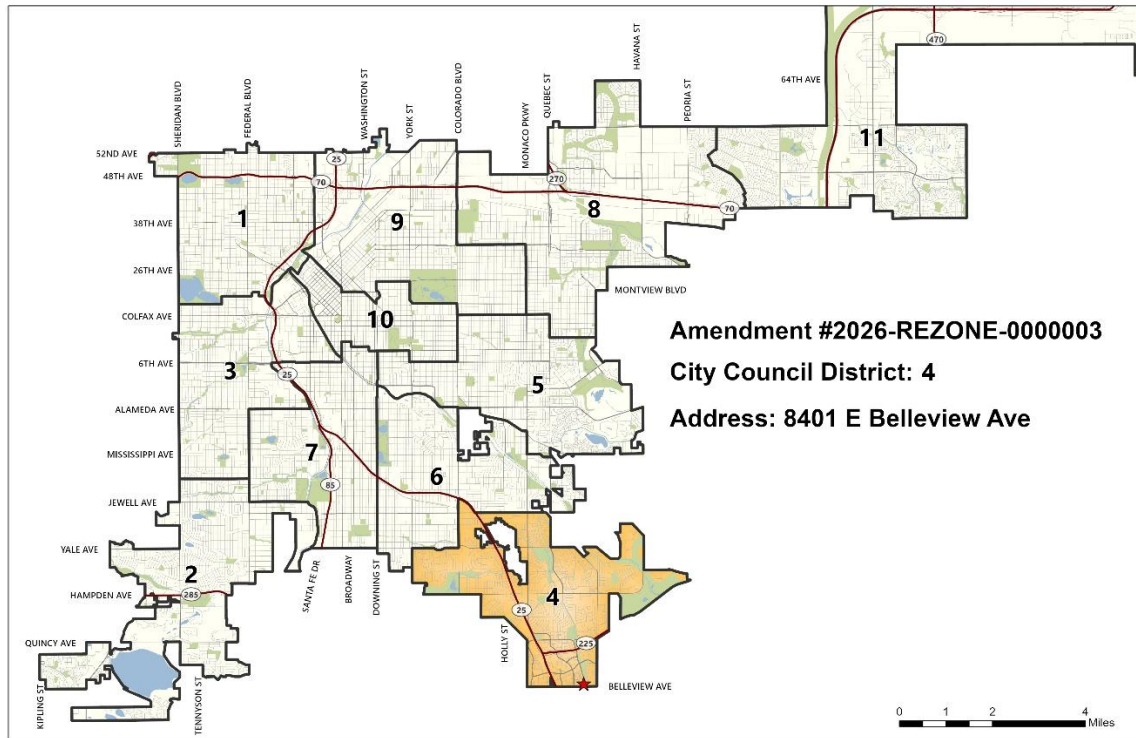 SHERIDAN BLVD
FEDERAL BLVD
WASHINGTON ST
YORK ST
COLORADO BLVD
MONACO PKWY
QUEBEC ST
HAVANA ST
PEORIA ST
64TH AVE
470
52ND AVE
48TH AVE
38TH AVE
26TH AVE
COLFAX AVE
6TH AVE
ALAMEDA AVE
MISSISSIPPI AVE
JEWELL AVE
YALE AVE
HAMPDEN AVE
QUINCY AVE
KIPLING ST
TENNYSON ST
SANTA FE DR
BROADWAY
DOWNING ST
HOLLY ST
BELLEVIEW AVE
MONTVIEW BLVD
25
70
270
70
25
85
285
25
225
1
9
8
11
10
3
5
7
6
2
4
Amendment #2026-REZONE-0000003
City Council District: 4
Address: 8401 E Belleview Ave
0 1 2 4
Miles